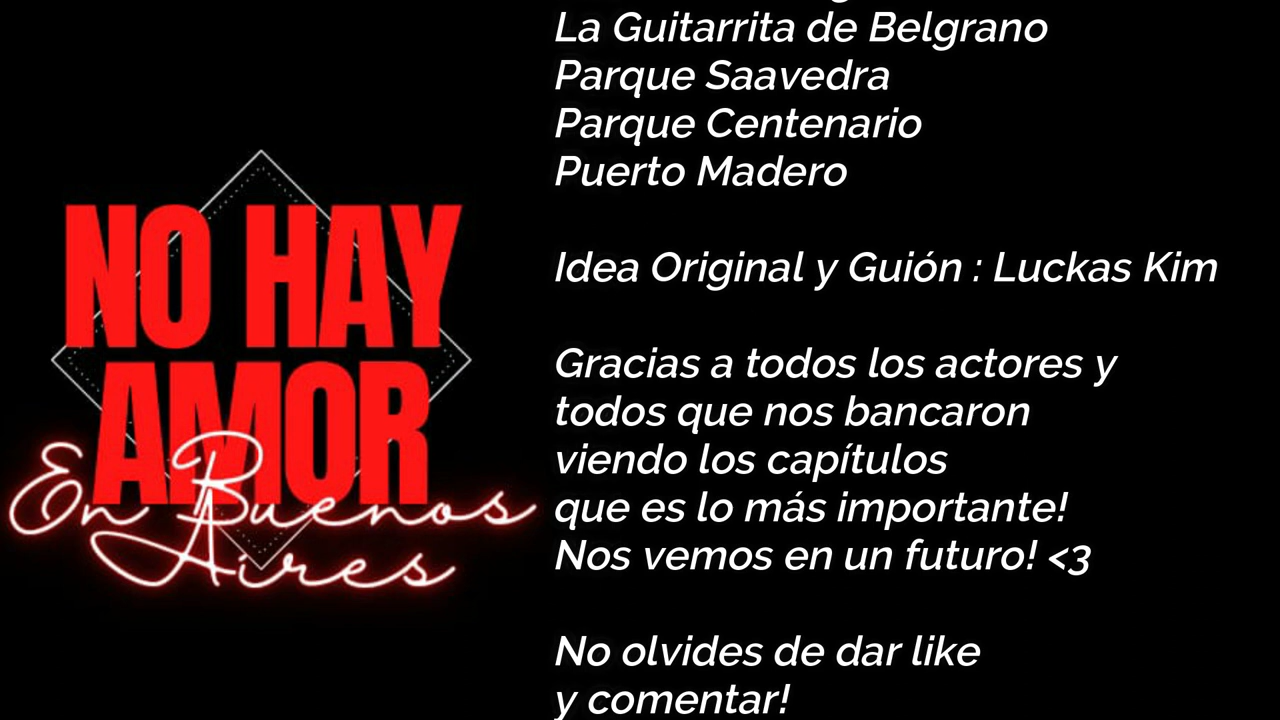 NO HAY
AMOR
En Buenos
Aires
La Guitarrita de Belgrano
Parque Saavedra
Parque Centenario
Puerto Madero
Idea Original y Guión : Luckas Kim
Gracias a todos los actores y
todos que nos bancaron
viendo los capítulos
que es lo más importante!
Nos vemos en un futuro! <3
No olvides de dar like
y comentar!